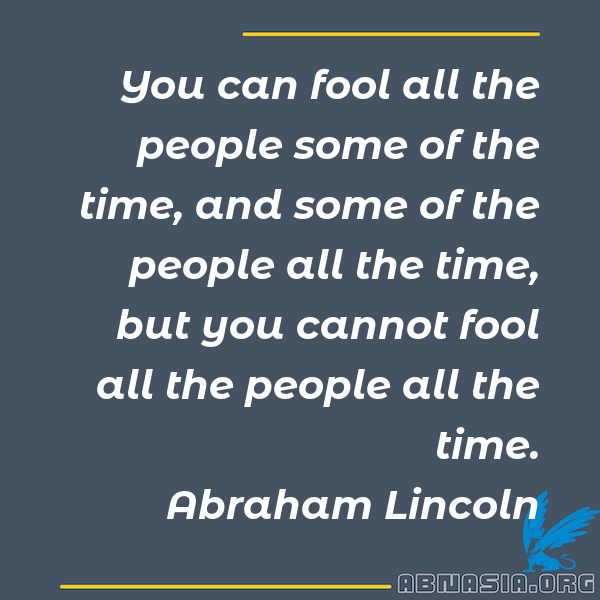 You can fool all the
people some of the
time, and some of the
people all the time,
but you cannot fool
all the people all the
time.
Abraham Lincoln
ABNASIA.ORG